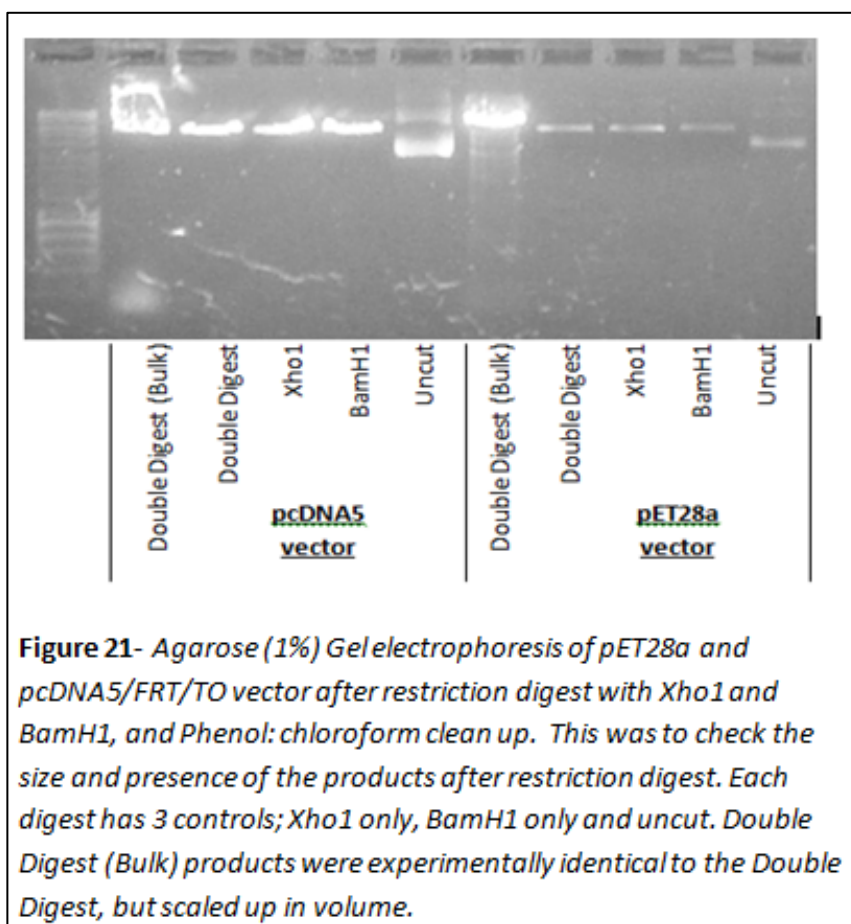 Double Digest (Bulk)
Double Digest
Xho1
BamH1
Uncut
Double Digest (Bulk)
Double Digest
Xho1
BamH1
Uncut
pcDNA5
vector
pET28a
vector
Figure 21- Agarose (1%) Gel electrophoresis of pET28a and
pcDNA5/FRT/TO vector after restriction digest with Xho1 and
BamH1, and Phenol: chloroform clean up. This was to check the
size and presence of the products after restriction digest. Each
digest has 3 controls; Xho1 only, BamH1 only and uncut. Double
Digest (Bulk) products were experimentally identical to the Double
Digest, but scaled up in volume.